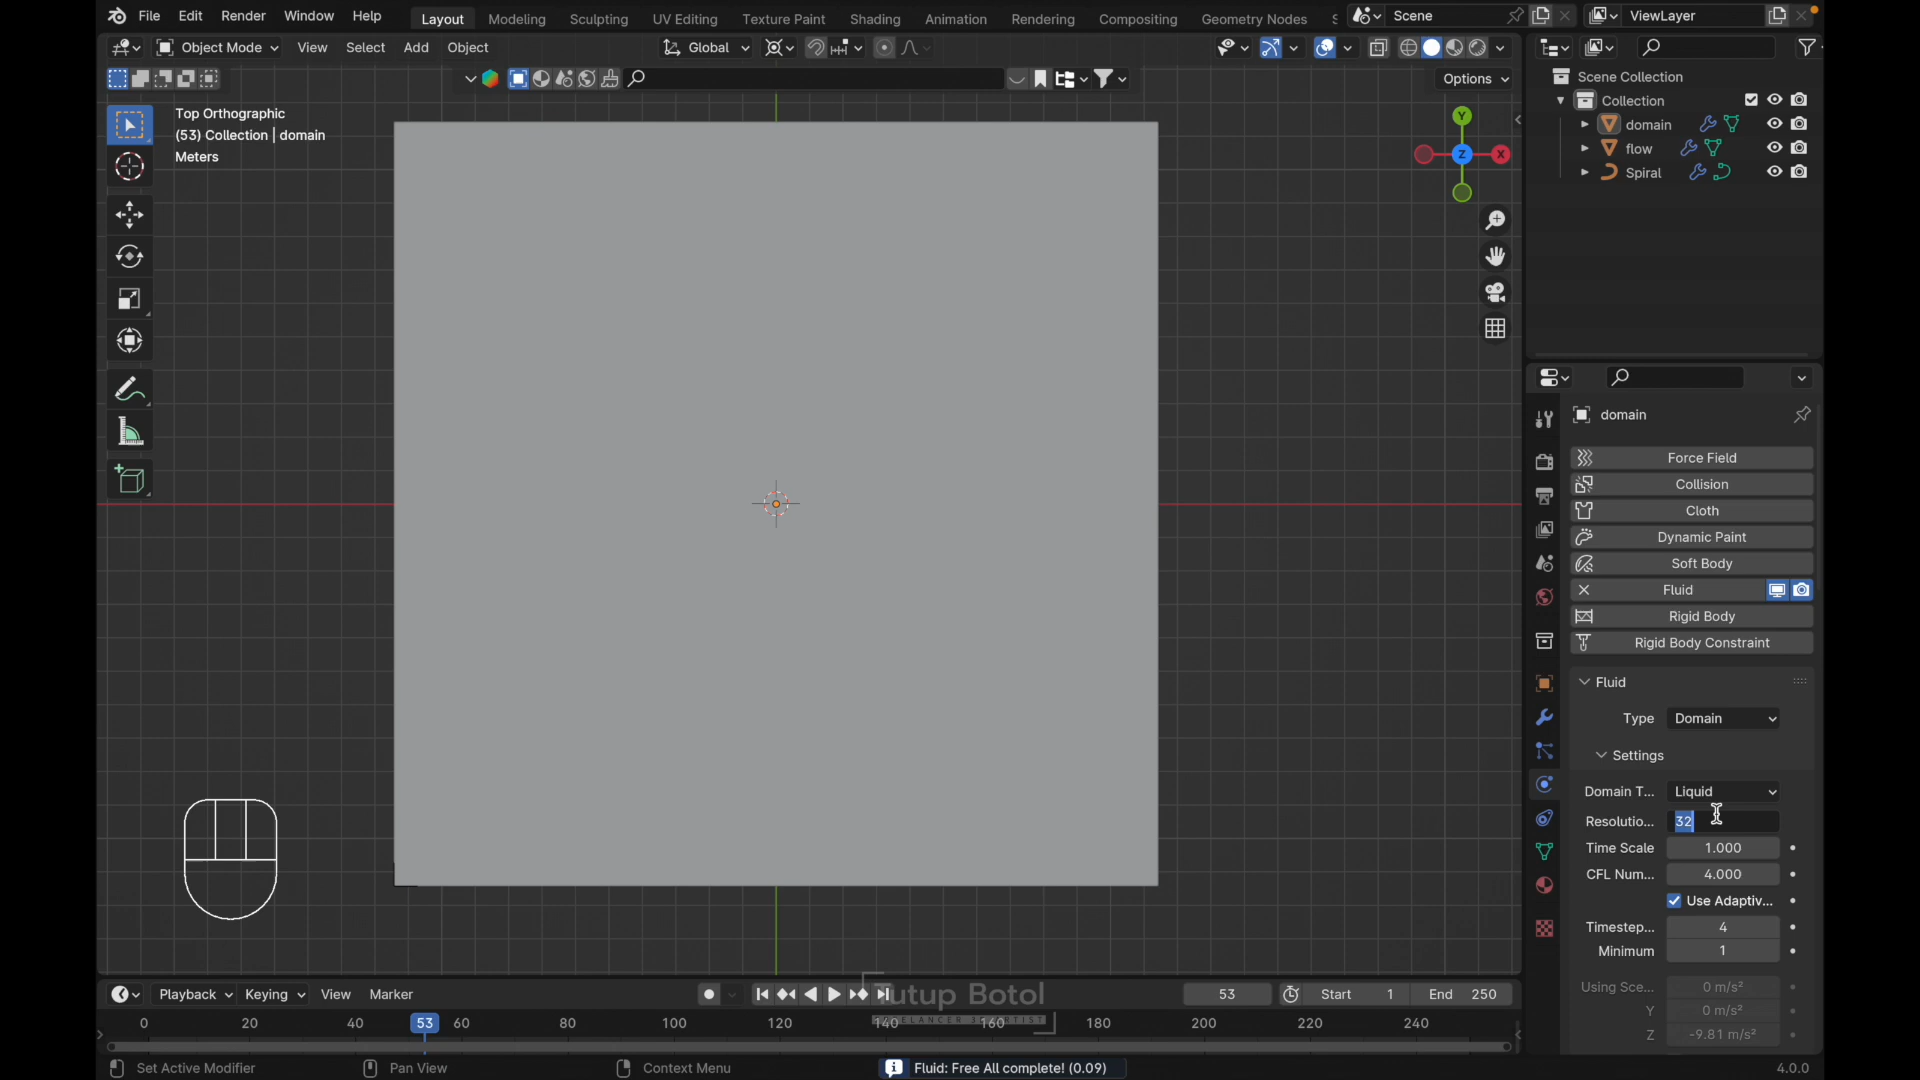 File Edit Render Window Help Layout Modeling Sculpting UV Editing Texture Paint Shading Animation Rendering Compositing Geometry Nodes Scene ViewLayer
Object Mode View Select Add Object Global
Options
Top Orthographic
(53) Collection | domain
Meters
Y
Z
X
Scene Collection
Collection
domain
flow
Spiral
domain
Force Field
Collision
Cloth
Dynamic Paint
Soft Body
Fluid
Rigid Body
Rigid Body Constraint
Fluid
Type Domain
Settings
Domain T... Liquid
Resolutio... 32
Time Scale 1.000
CFL Num... 4.000
Use Adaptiv...
Timestep... 4
Minimum 1
Using Sce... 0 m/s²
Y 0 m/s²
Z -9.81 m/s²
Playback Keying View Marker 53 Start 1 End 250
Tutup Botol
0 20 40 53 60 80 100 120 140 160 180 200 220 240
Set Active Modifier Pan View Context Menu Fluid: Free All complete! (0.09) 4.0.0